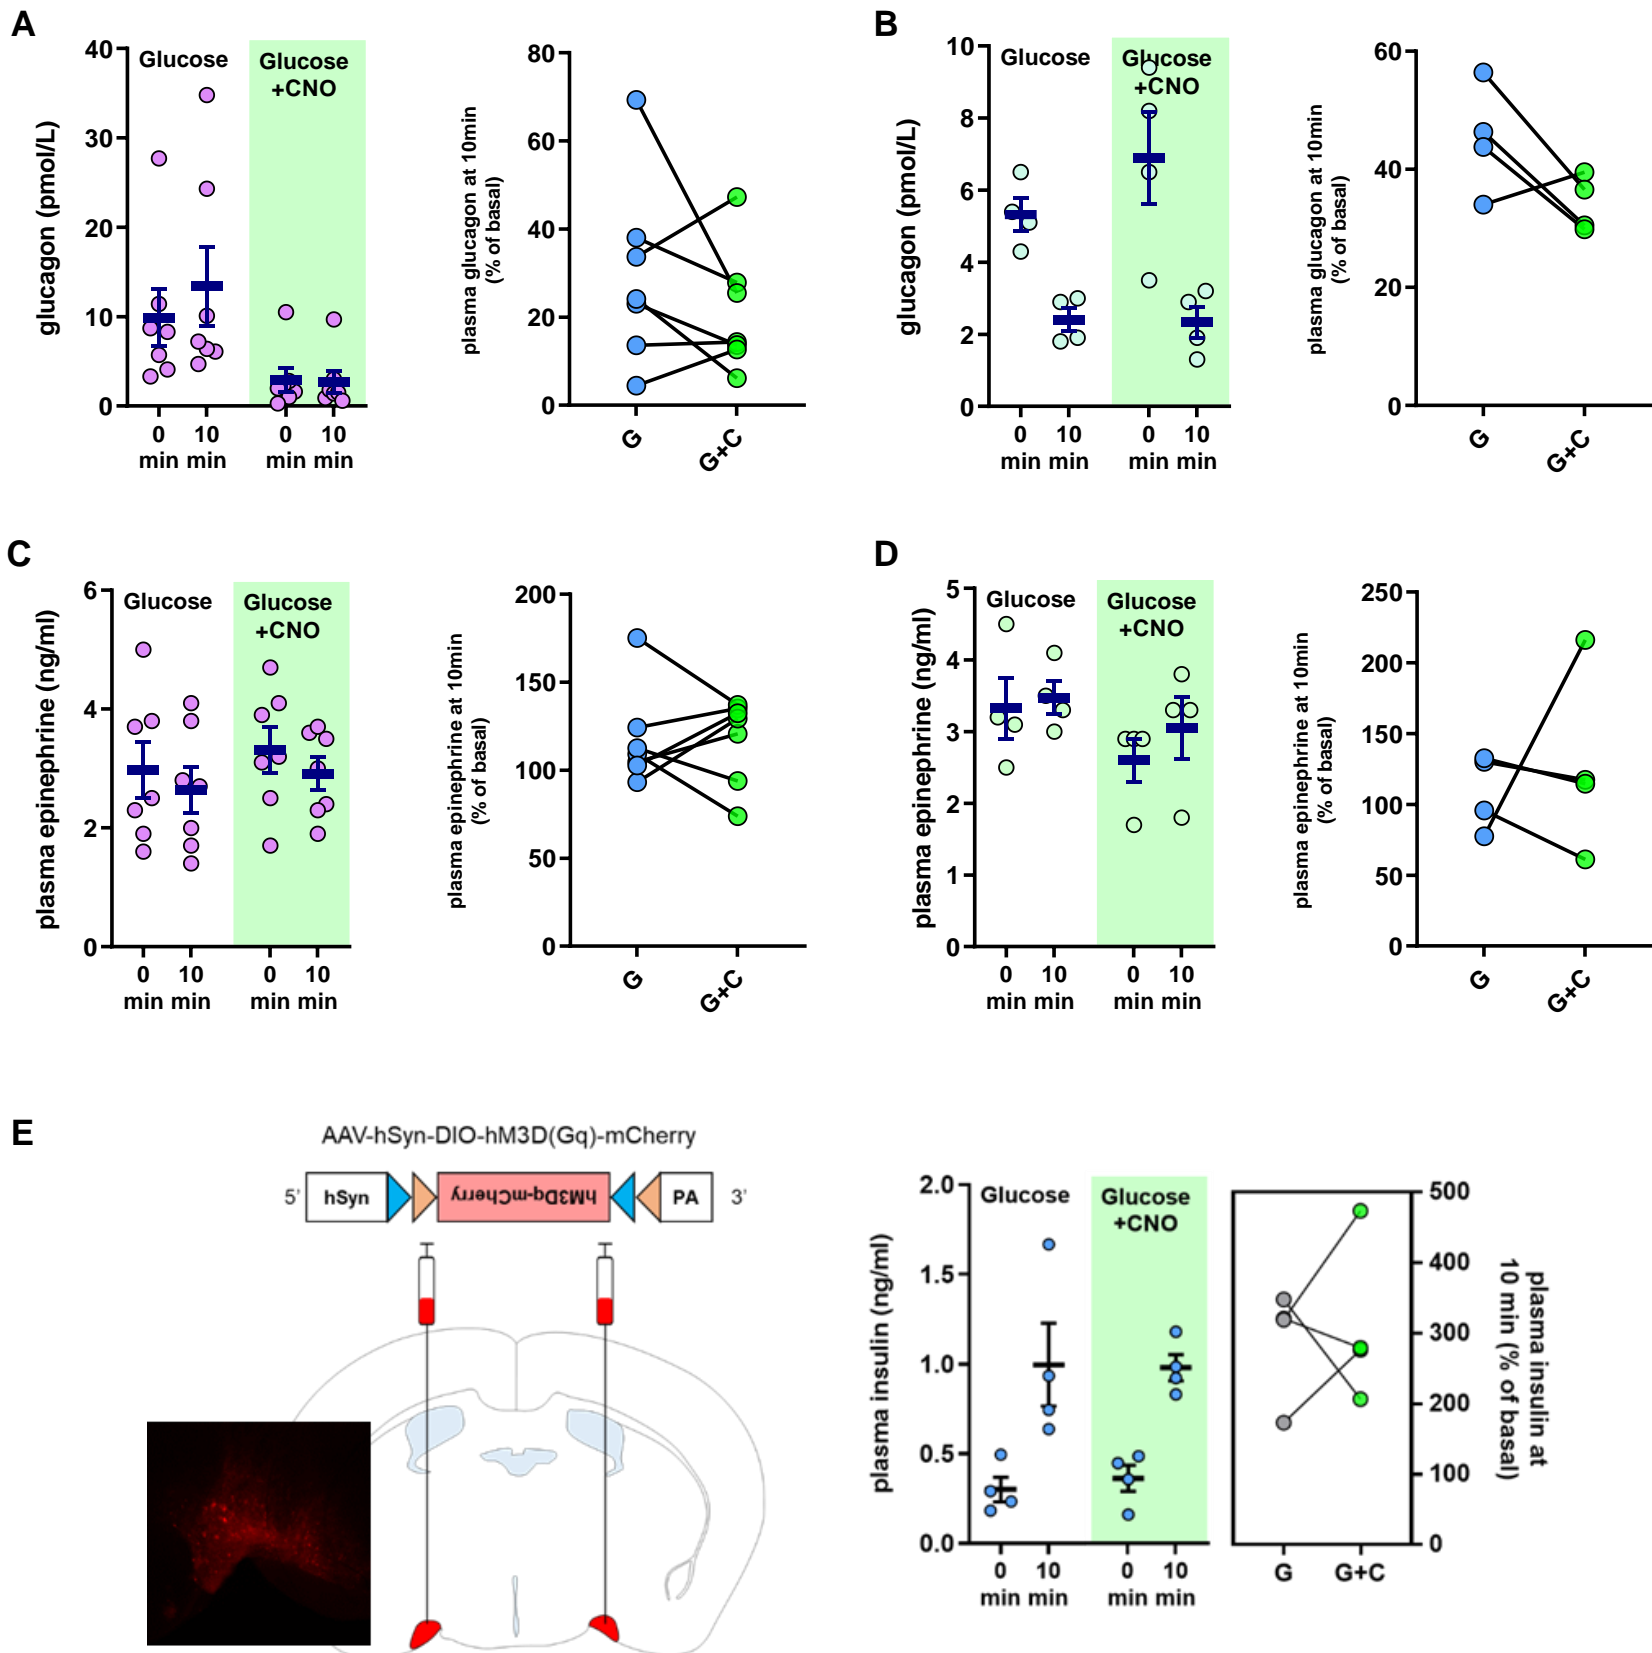 A
40
30
20
10
0
glucagon (pmol/L)
Glucose
Glucose
+CNO
0
10
0
10
min
min
min
min
80
60
40
20
0
plasma glucagon at 10min
(% of basal)
G
G+C
B
10
8
6
4
2
0
glucagon (pmol/L)
Glucose
Glucose
+CNO
0
10
0
10
min
min
min
min
60
40
20
0
plasma glucagon at 10min
(% of basal)
G
G+C
C
6
4
2
0
plasma epinephrine (ng/ml)
Glucose
Glucose
+CNO
0
10
0
10
min
min
min
min
200
150
100
50
0
plasma epinephrine at 10min
(% of basal)
G
G+C
D
5
4
3
2
1
0
plasma epinephrine (ng/ml)
Glucose
Glucose
+CNO
0
10
0
10
min
min
min
min
250
200
150
100
50
0
plasma epinephrine at 10min
(% of basal)
G
G+C
E
AAV-hSyn-DIO-hM3D(Gq)-mCherry
5'
hSyn
hM3Dq-mCherry
PA
3'
2.0
1.5
1.0
0.5
0.0
plasma insulin (ng/ml)
Glucose
Glucose
+CNO
0
10
0
10
min
min
min
min
500
400
300
200
100
0
plasma insulin at
10 min (% of basal)
G
G+C